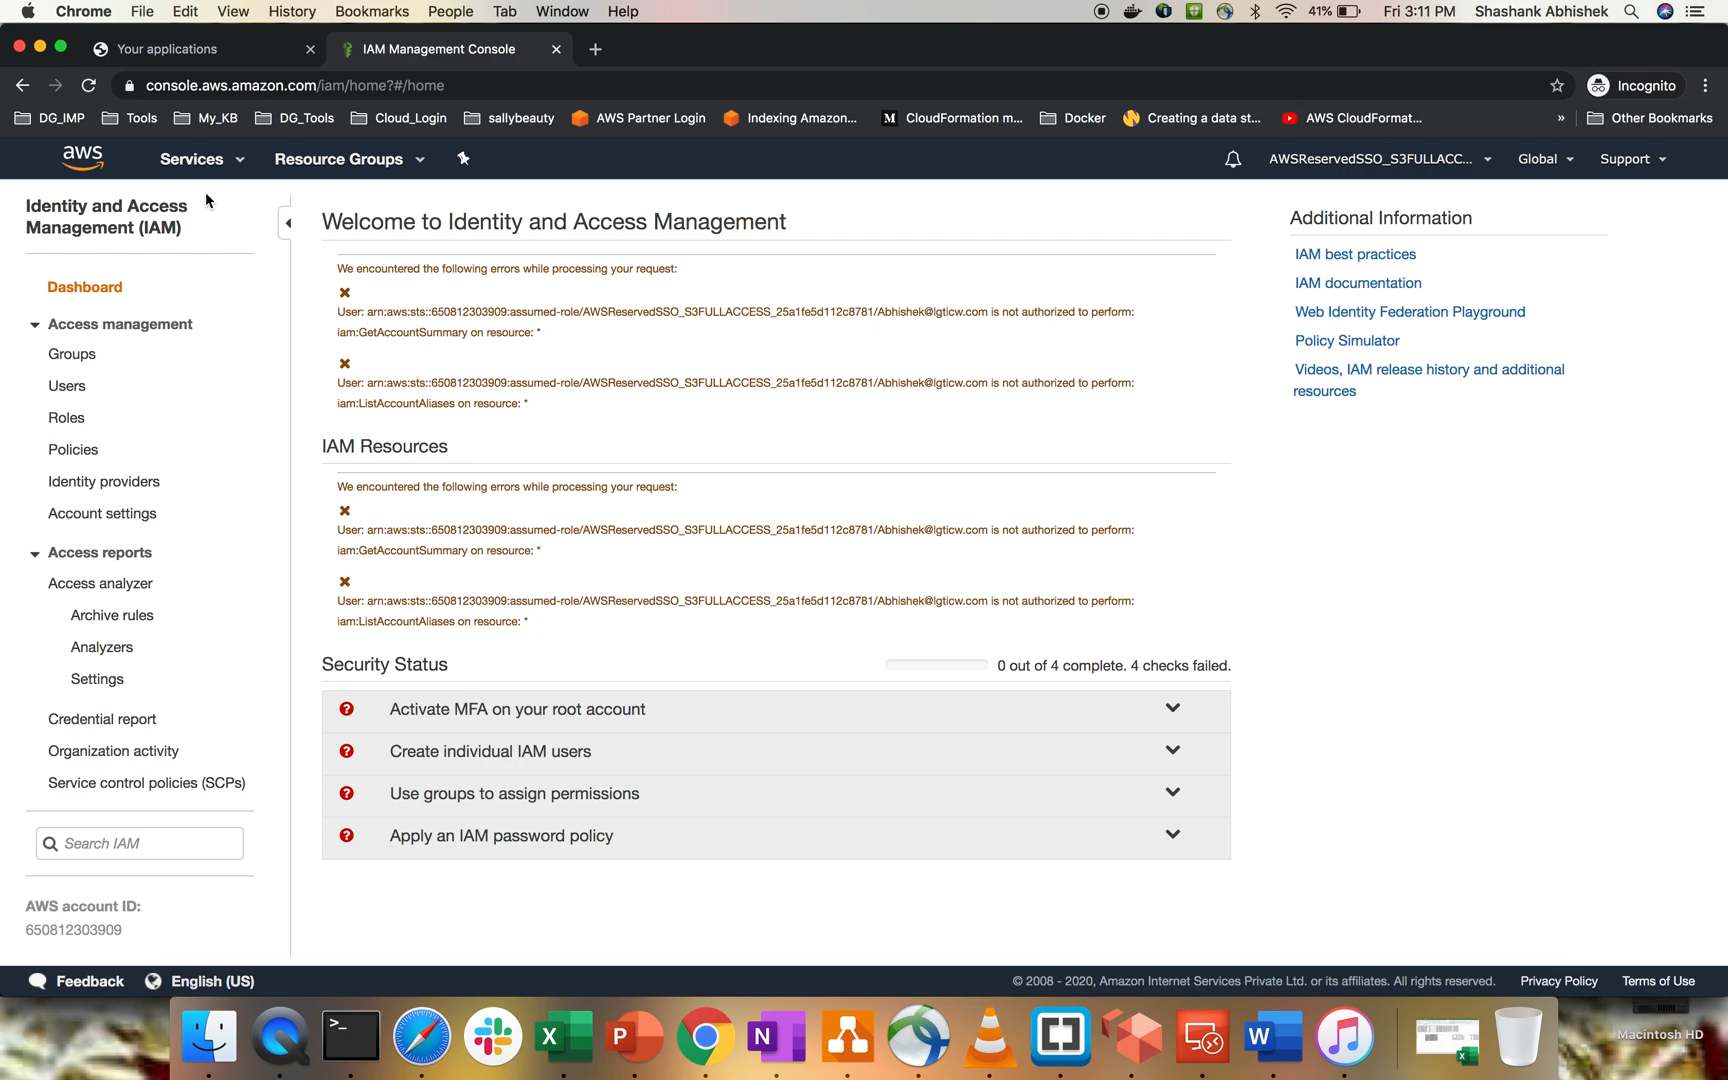 Chrome File Edit View History Bookmarks People Tab Window Help 41% Fri 3:11 PM Shashank Abhishek
Your applications IAM Management Console
console.aws.amazon.com/iam/home?#/home Incognito
DG_IMP Tools My_KB DG_Tools Cloud_Login sallybeauty AWS Partner Login Indexing Amazon... M CloudFormation m... Docker Creating a data st... AWS CloudFormat... » Other Bookmarks
aws Services Resource Groups AWSReservedSSO_S3FULLACC... Global Support
Identity and Access
Management (IAM)
Dashboard
Access management
Groups
Users
Roles
Policies
Identity providers
Account settings
Access reports
Access analyzer
Archive rules
Analyzers
Settings
Credential report
Organization activity
Service control policies (SCPs)
Search IAM
AWS account ID:
650812303909
Welcome to Identity and Access Management
We encountered the following errors while processing your request:
User: arn:aws:sts::650812303909:assumed-role/AWSReservedSSO_S3FULLACCESS_25a1fe5d112c8781/Abhishek@lgticw.com is not authorized to perform:
iam:GetAccountSummary on resource: *
User: arn:aws:sts::650812303909:assumed-role/AWSReservedSSO_S3FULLACCESS_25a1fe5d112c8781/Abhishek@lgticw.com is not authorized to perform:
iam:ListAccountAliases on resource: *
IAM Resources
We encountered the following errors while processing your request:
User: arn:aws:sts::650812303909:assumed-role/AWSReservedSSO_S3FULLACCESS_25a1fe5d112c8781/Abhishek@lgticw.com is not authorized to perform:
iam:GetAccountSummary on resource: *
User: arn:aws:sts::650812303909:assumed-role/AWSReservedSSO_S3FULLACCESS_25a1fe5d112c8781/Abhishek@lgticw.com is not authorized to perform:
iam:ListAccountAliases on resource: *
Security Status 0 out of 4 complete. 4 checks failed.
Activate MFA on your root account
Create individual IAM users
Use groups to assign permissions
Apply an IAM password policy
Additional Information
IAM best practices
IAM documentation
Web Identity Federation Playground
Policy Simulator
Videos, IAM release history and additional
resources
Feedback English (US) © 2008 - 2020, Amazon Internet Services Private Ltd. or its affiliates. All rights reserved. Privacy Policy Terms of Use
>_ X P N W
Macintosh HD